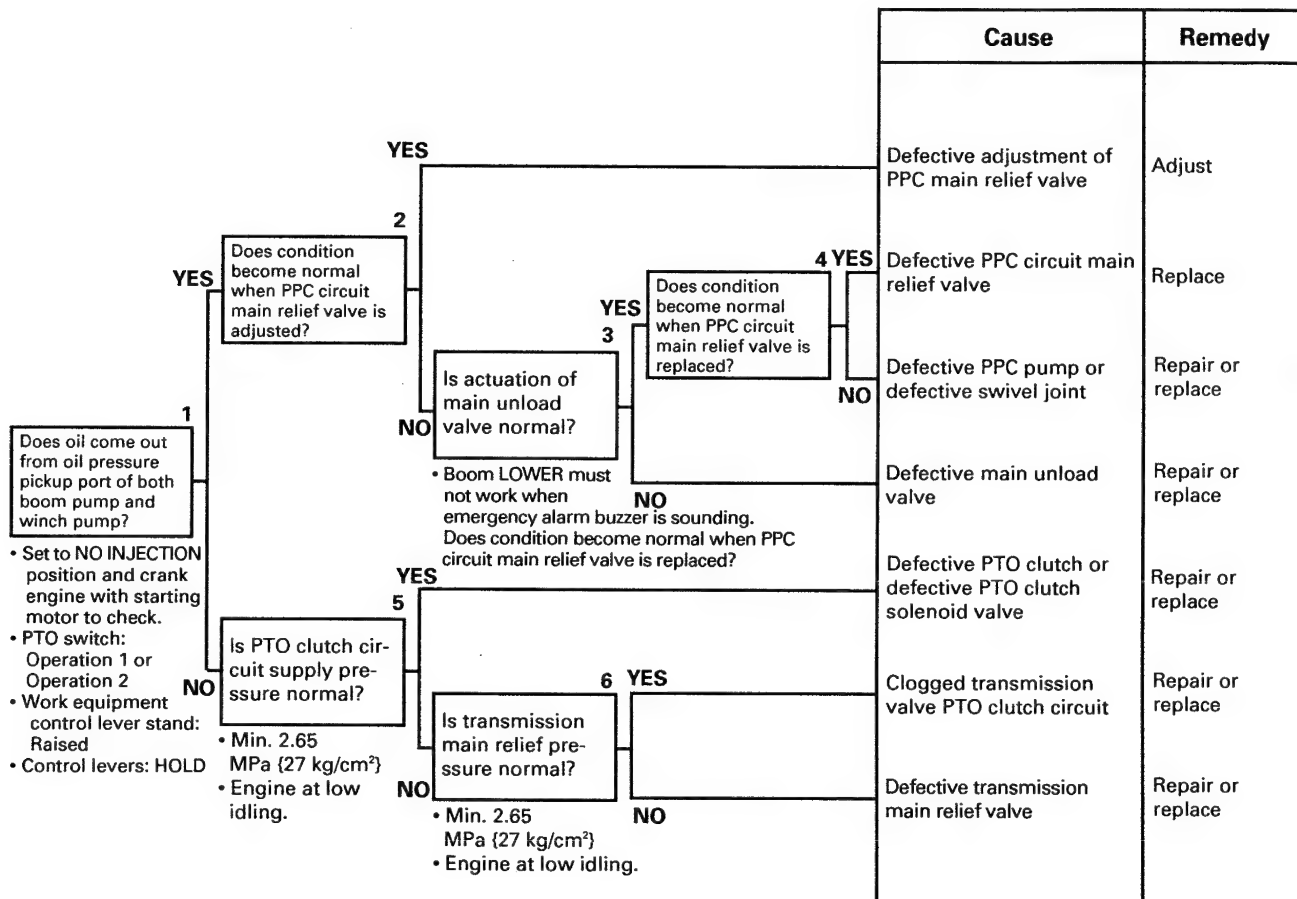 Cause
Remedy
YES
Defective adjustment of
PPC main relief valve
Adjust
2
Does condition
become normal
when PPC circuit
main relief valve is
adjusted?
YES
4 YES
Defective PPC circuit main
relief valve
Replace
Does condition
become normal
when PPC circuit
main relief valve is
replaced?
YES
3
Is actuation of
main unload
valve normal?
NO
Defective PPC pump or
defective swivel joint
Repair or
replace
NO
1
Does oil come out
from oil pressure
pickup port of both
boom pump and
winch pump?
• Boom LOWER must
not work when
emergency alarm buzzer is sounding.
Does condition become normal when PPC
circuit main relief valve is replaced?
NO
Defective main unload
valve
Repair or
replace
• Set to NO INJECTION
position and crank
engine with starting
motor to check.
• PTO switch:
Operation 1 or
Operation 2
• Work equipment
control lever stand:
Raised
• Control levers: HOLD
YES
5
Defective PTO clutch or
defective PTO clutch
solenoid valve
Repair or
replace
NO
Is PTO clutch cir-
cuit supply pre-
ssure normal?
• Min. 2.65
MPa {27 kg/cm²}
• Engine at low
idling.
6
YES
Clogged transmission
valve PTO clutch circuit
Repair or
replace
Is transmission
main relief pre-
ssure normal?
NO
• Min. 2.65
MPa {27 kg/cm²}
• Engine at low idling.
NO
Defective transmission
main relief valve
Repair or
replace